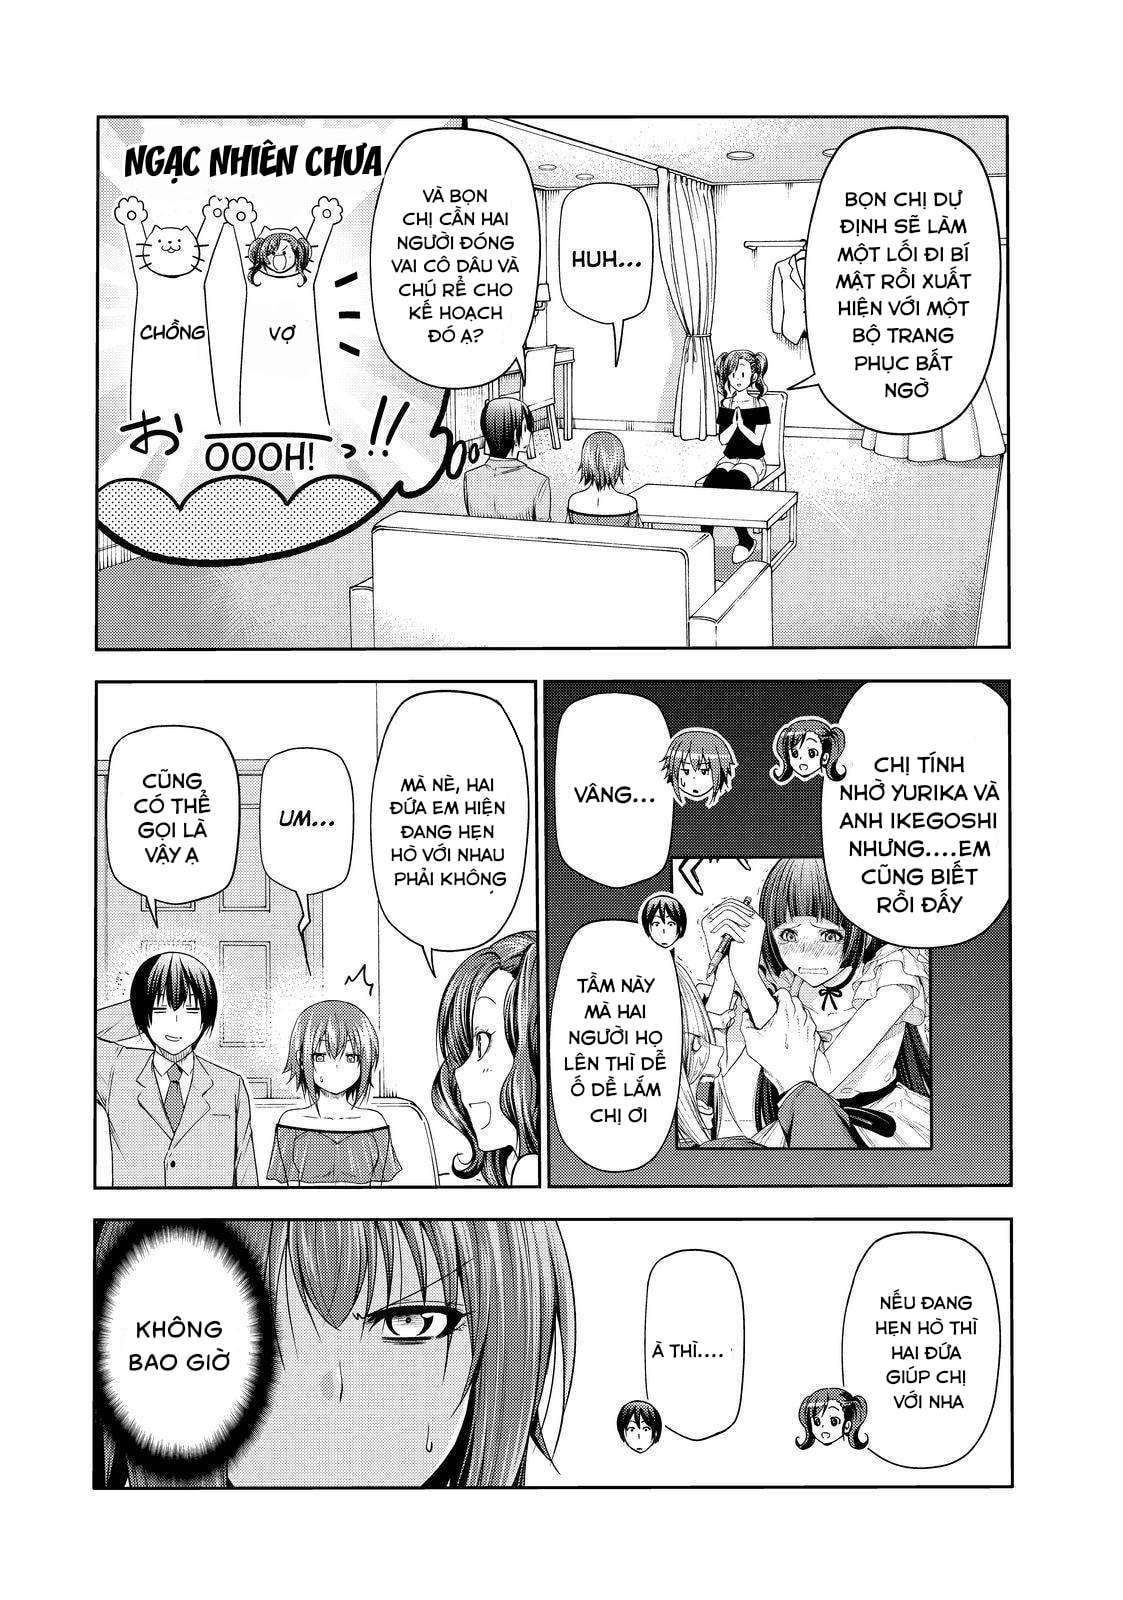 BỌN CHỊ DỰ
ĐỊNH SẼ LÀM
MỘT LỐI ĐI BÍ
MẬT RỒI XUẤT
HIỆN VỚI MỘT
BỘ TRANG
PHỤC BẤT
NGỜ
HUH...
VÀ BỌN
CHỊ CẦN HAI
NGƯỜI ĐÓNG
VAI CÔ DÂU VÀ
CHÚ RỂ CHO
KẾ HOẠCH
ĐÓ Ạ?
NGẠC NHIÊN CHƯA
CHỒNG
VỢ
お
OOOH!
っ!!
CHỊ TÍNH
NHỜ YURIKA VÀ
ANH IKEGOSHI
NHƯNG....EM
CŨNG BIẾT
RỒI ĐẤY
VÂNG...
TẦM NÀY
MÀ HAI
NGƯỜI HỌ
LÊN THÌ DỄ
Ố DỀ LẮM
CHỊ ƠI
MÀ NÈ, HAI
ĐỨA EM HIỆN
ĐANG HẸN
HÒ VỚI NHAU
PHẢI KHÔNG
UM...
CŨNG
CÓ THỂ
GỌI LÀ
VẬY Ạ
NẾU ĐANG
HẸN HÒ THÌ
HAI ĐỨA
GIÚP CHỊ
VỚI NHA
À THÌ....
KHÔNG
BAO GIỜ